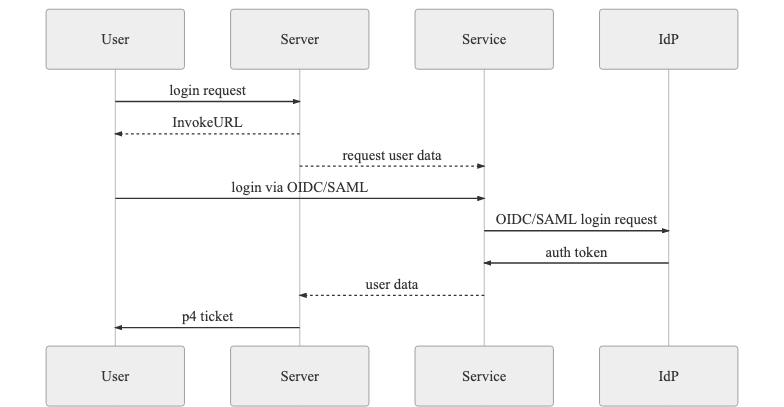 User
Server
Service
IdP
login request
InvokeURL
request user data
login via OIDC/SAML
OIDC/SAML login request
auth token
user data
p4 ticket
User
Server
Service
IdP